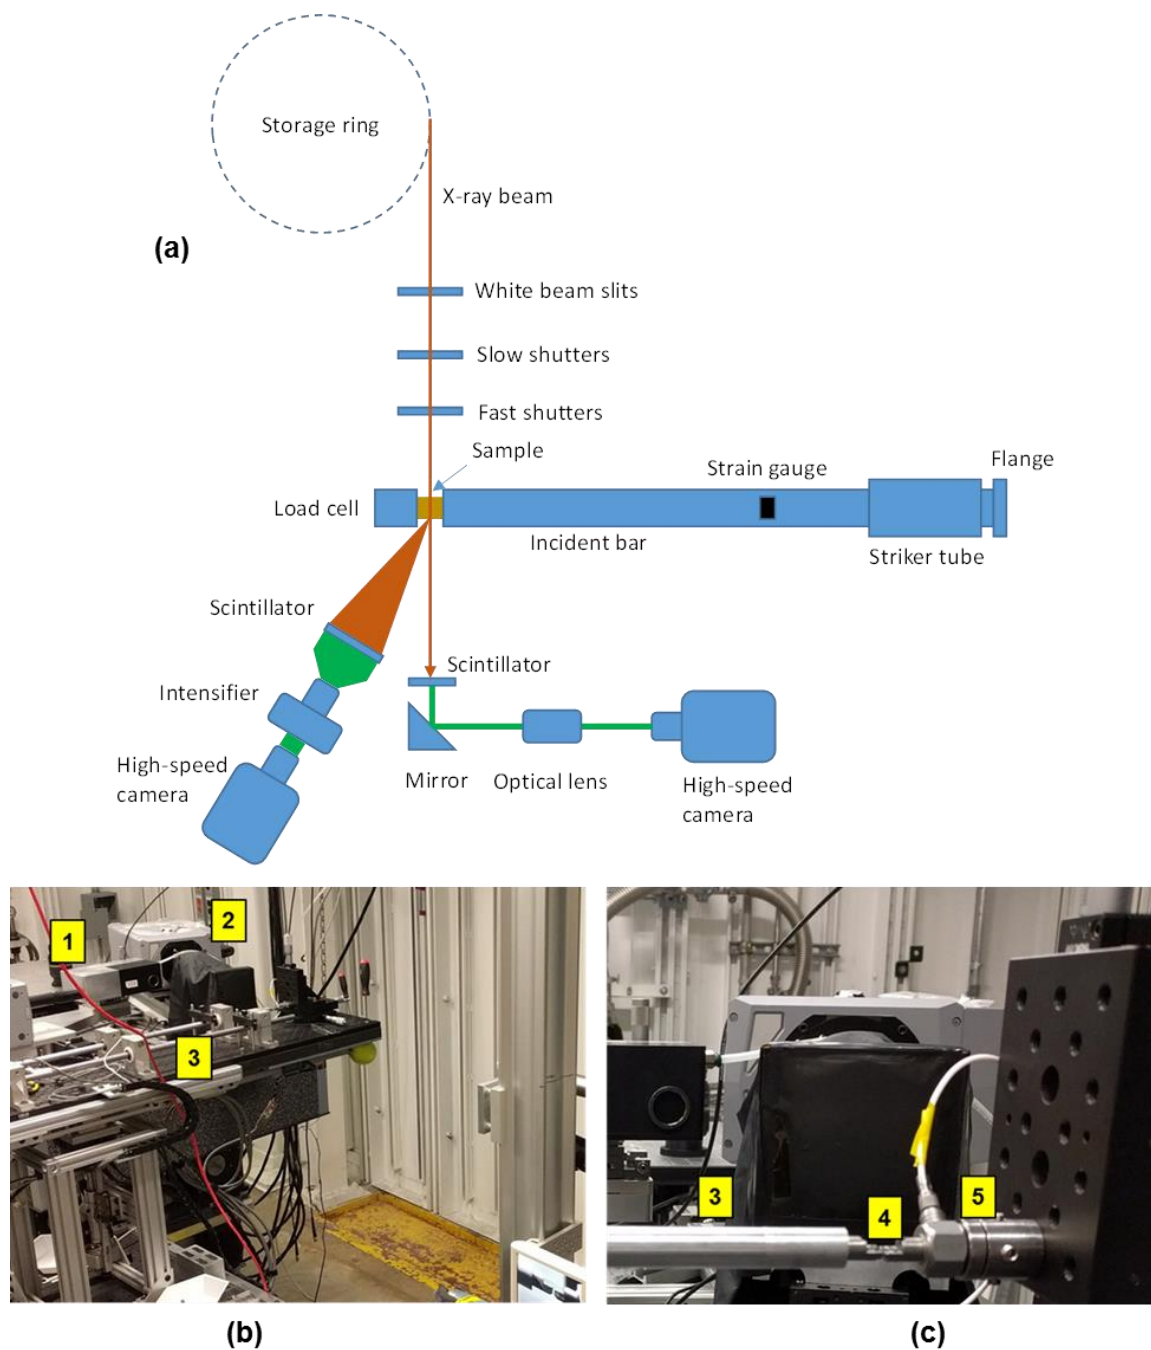 Storage ring
X-ray beam
(a)
White beam slits
Slow shutters
Fast shutters
Sample
Strain gauge
Flange
Load cell
Incident bar
Striker tube
Scintillator
Scintillator
Intensifier
High-speed
camera
Mirror
Optical lens
High-speed
camera
1
2
3
3
4
5
(b)
(c)